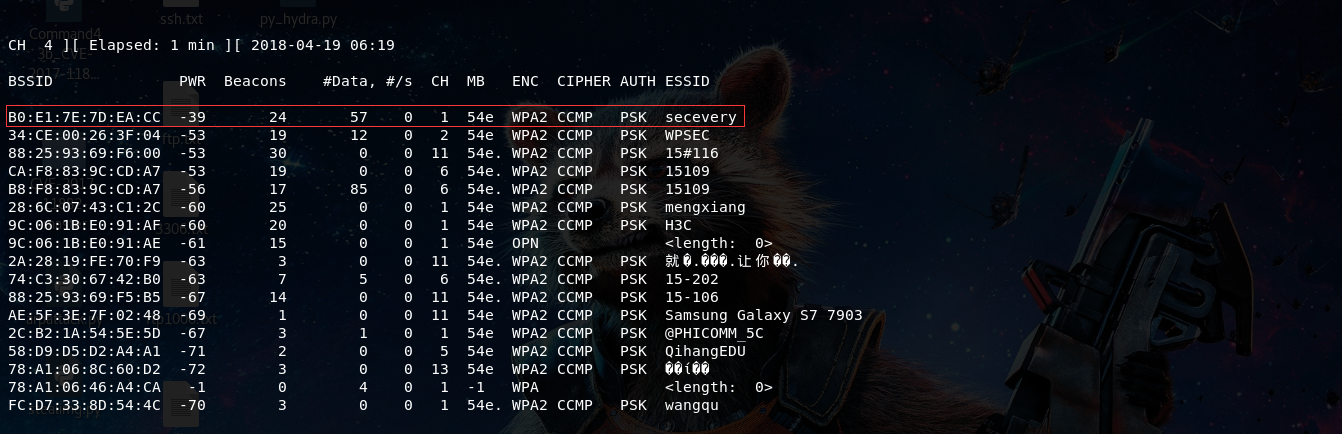 ssh.txt py_hydra.py
Command4
CH 4 ][ Elapsed: 1 min ][ 2018-04-19 06:19
BSSID PWR Beacons #Data, #/s CH MB ENC CIPHER AUTH ESSID
B0:E1:7E:7D:EA:CC -39 24 57 0 1 54e WPA2 CCMP PSK secevery
34:CE:00:26:3F:04 -53 19 12 0 2 54e WPA2 CCMP PSK WPSEC
88:25:93:69:F6:00 -53 30 0 0 11 54e. WPA2 CCMP PSK 15#116
CA:F8:83:9C:CD:A7 -53 19 0 0 6 54e. WPA2 CCMP PSK 15109
B8:F8:83:9C:CD:A7 -56 17 85 0 6 54e. WPA2 CCMP PSK 15109
28:6C:07:43:C1:2C -60 25 0 0 1 54e WPA2 CCMP PSK mengxiang
9C:06:1B:E0:91:AF -60 20 0 0 1 54e WPA2 CCMP PSK H3C
9C:06:1B:E0:91:AE -61 15 0 0 1 54e OPN <length: 0>
2A:28:19:FE:70:F9 -63 3 0 0 11 54e. WPA2 CCMP PSK 就�.���.让你��.
74:C3:30:67:42:B0 -63 7 5 0 6 54e. WPA2 CCMP PSK 15-202
88:25:93:69:F5:B5 -67 14 0 0 11 54e. WPA2 CCMP PSK 15-106
AE:5F:3E:7F:02:48 -69 1 0 0 11 54e WPA2 CCMP PSK Samsung Galaxy S7 7903
2C:B2:1A:54:5E:5D -67 3 1 0 1 54e WPA2 CCMP PSK @PHICOMM_5C
58:D9:D5:D2:A4:A1 -71 2 0 0 5 54e WPA2 CCMP PSK QihangEDU
78:A1:06:8C:60:D2 -72 3 0 0 13 54e WPA2 CCMP PSK ��ί��
78:A1:06:46:A4:CA -1 0 4 0 1 -1 WPA <length: 0>
FC:D7:33:8D:54:4C -70 3 0 0 1 54e. WPA2 CCMP PSK wangqu